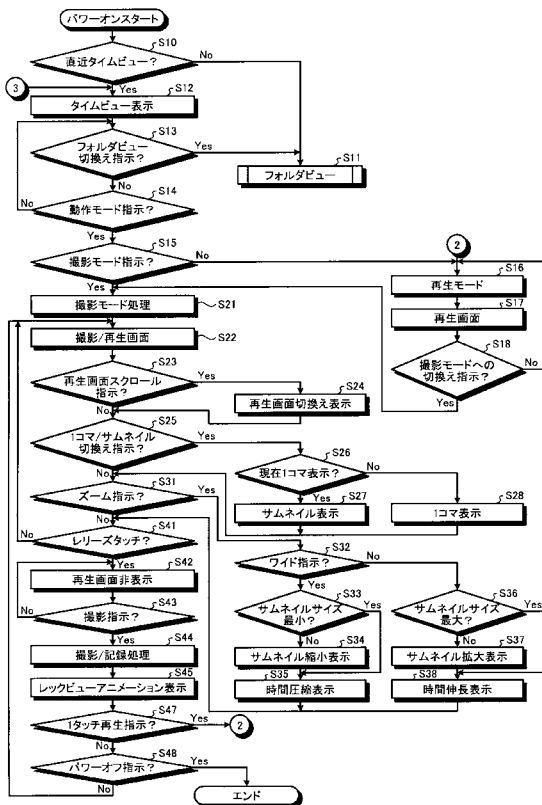 パワーオンスタート
S10
直近タイムビュー?
No
Yes
3
S12
タイムビュー表示
S13
フォルダビュー
切換え指示?
Yes
No
S11
フォルダビュー
S14
動作モード指示?
No
Yes
S15
撮影モード指示?
No
Yes
2
S16
再生モード
S17
再生画面
S18
撮影モードへの
切換え指示?
No
Yes
撮影モード処理
S21
撮影/再生画面
S22
S23
再生画面スクロール
指示?
Yes
No
S24
再生画面切換え表示
S25
1コマ/サムネイル
切換え指示?
Yes
No
S26
現在1コマ表示?
No
Yes
S27
サムネイル表示
S28
1コマ表示
S31
ズーム指示?
Yes
No
S41
レリーズタッチ?
No
Yes
S32
ワイド指示?
No
Yes
S33
サムネイルサイズ
最小?
Yes
No
S34
サムネイル縮小表示
S35
時間圧縮表示
S36
サムネイルサイズ
最大?
Yes
No
S37
サムネイル拡大表示
S38
時間伸長表示
S42
再生画面非表示
S43
撮影指示?
No
Yes
S44
撮影/記録処理
S45
レックビューアニメーション表示
S47
1タッチ再生指示?
Yes
2
No
S48
パワーオフ指示?
Yes
No
エンド